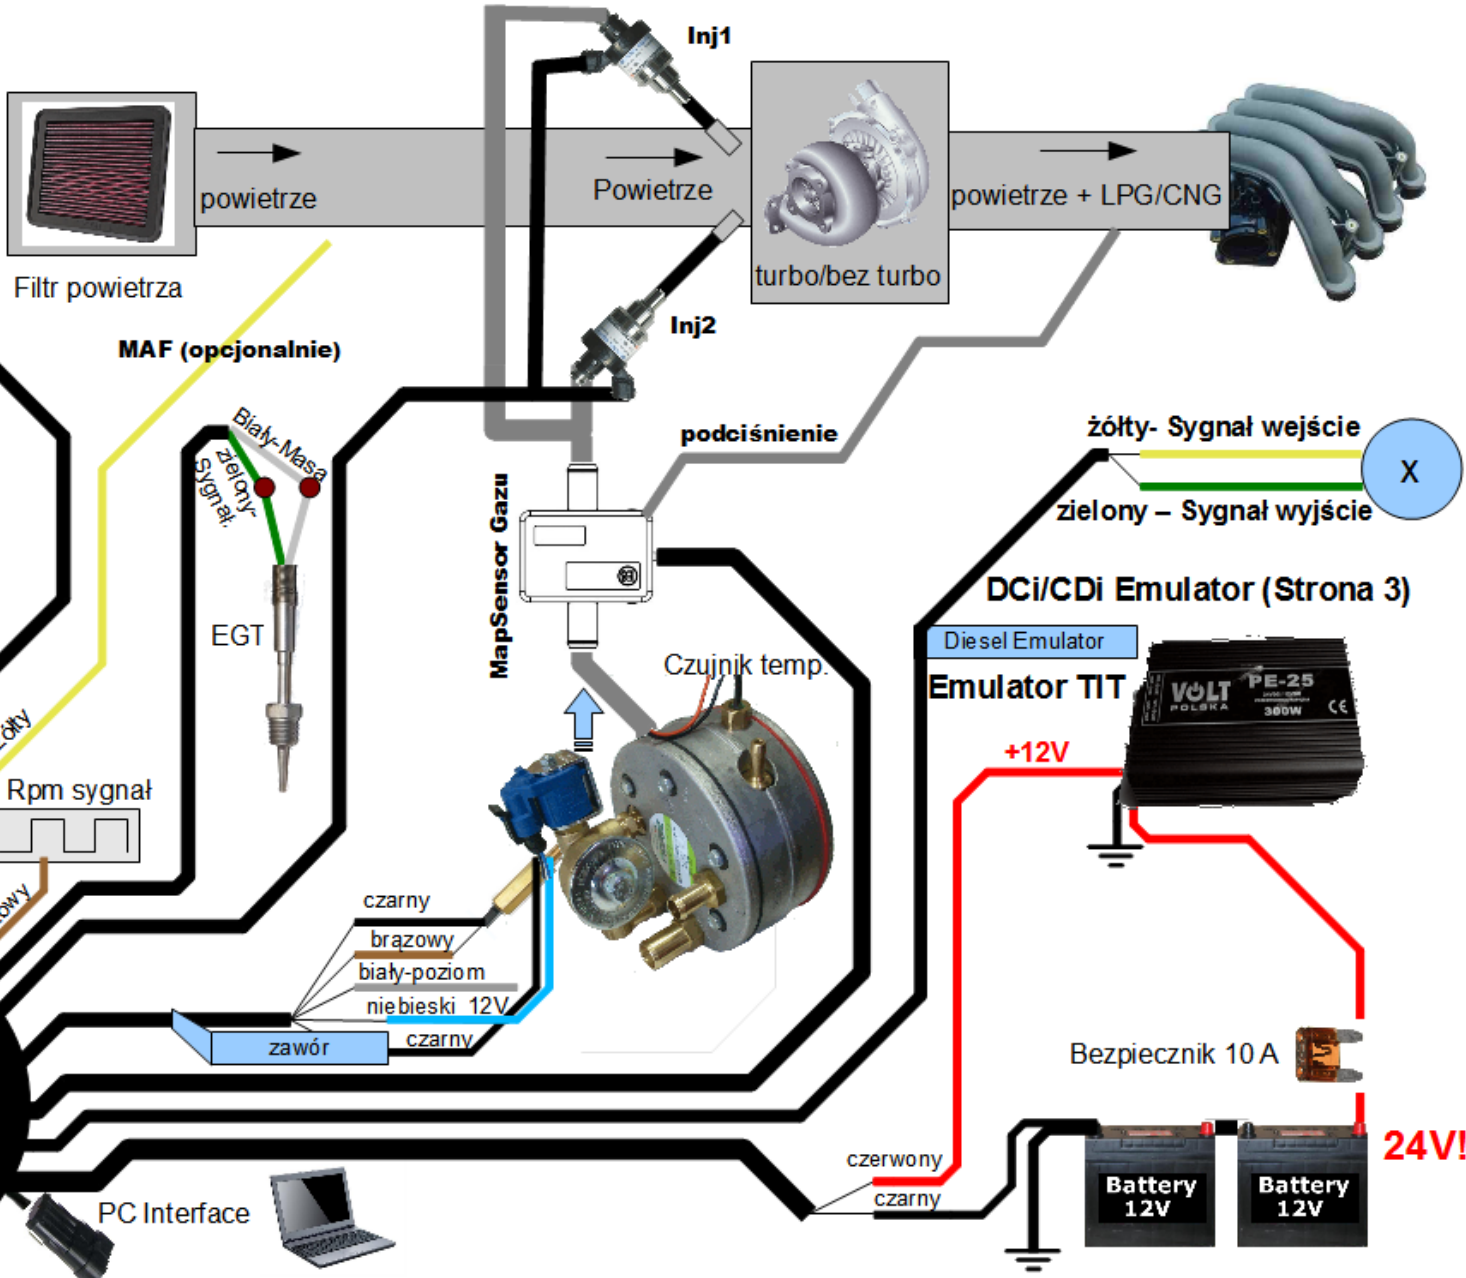 Inj1
powietrze
Powietrze
powietrze + LPG/CNG
Filtr powietrza
turbo/bez turbo
Inj2
MAF (opcjonalnie)
Biały-Masa
zielony-
Sygnał.
podciśnienie
żółty- Sygnał wejście
X
zielony – Sygnał wyjście
MapSensor Gazu
DCi/CDi Emulator (Strona 3)
EGT
Diesel Emulator
Czujnik temp.
Emulator TIT
VOLT
POLSKA
PE-25
300W
CE
+12V
Rpm sygnał
czarny
brązowy
biały-poziom
niebieski 12V
czarny
zawór
Bezpiecznik 10 A
24V!
czerwony
czarny
Battery
12V
Battery
12V
PC Interface